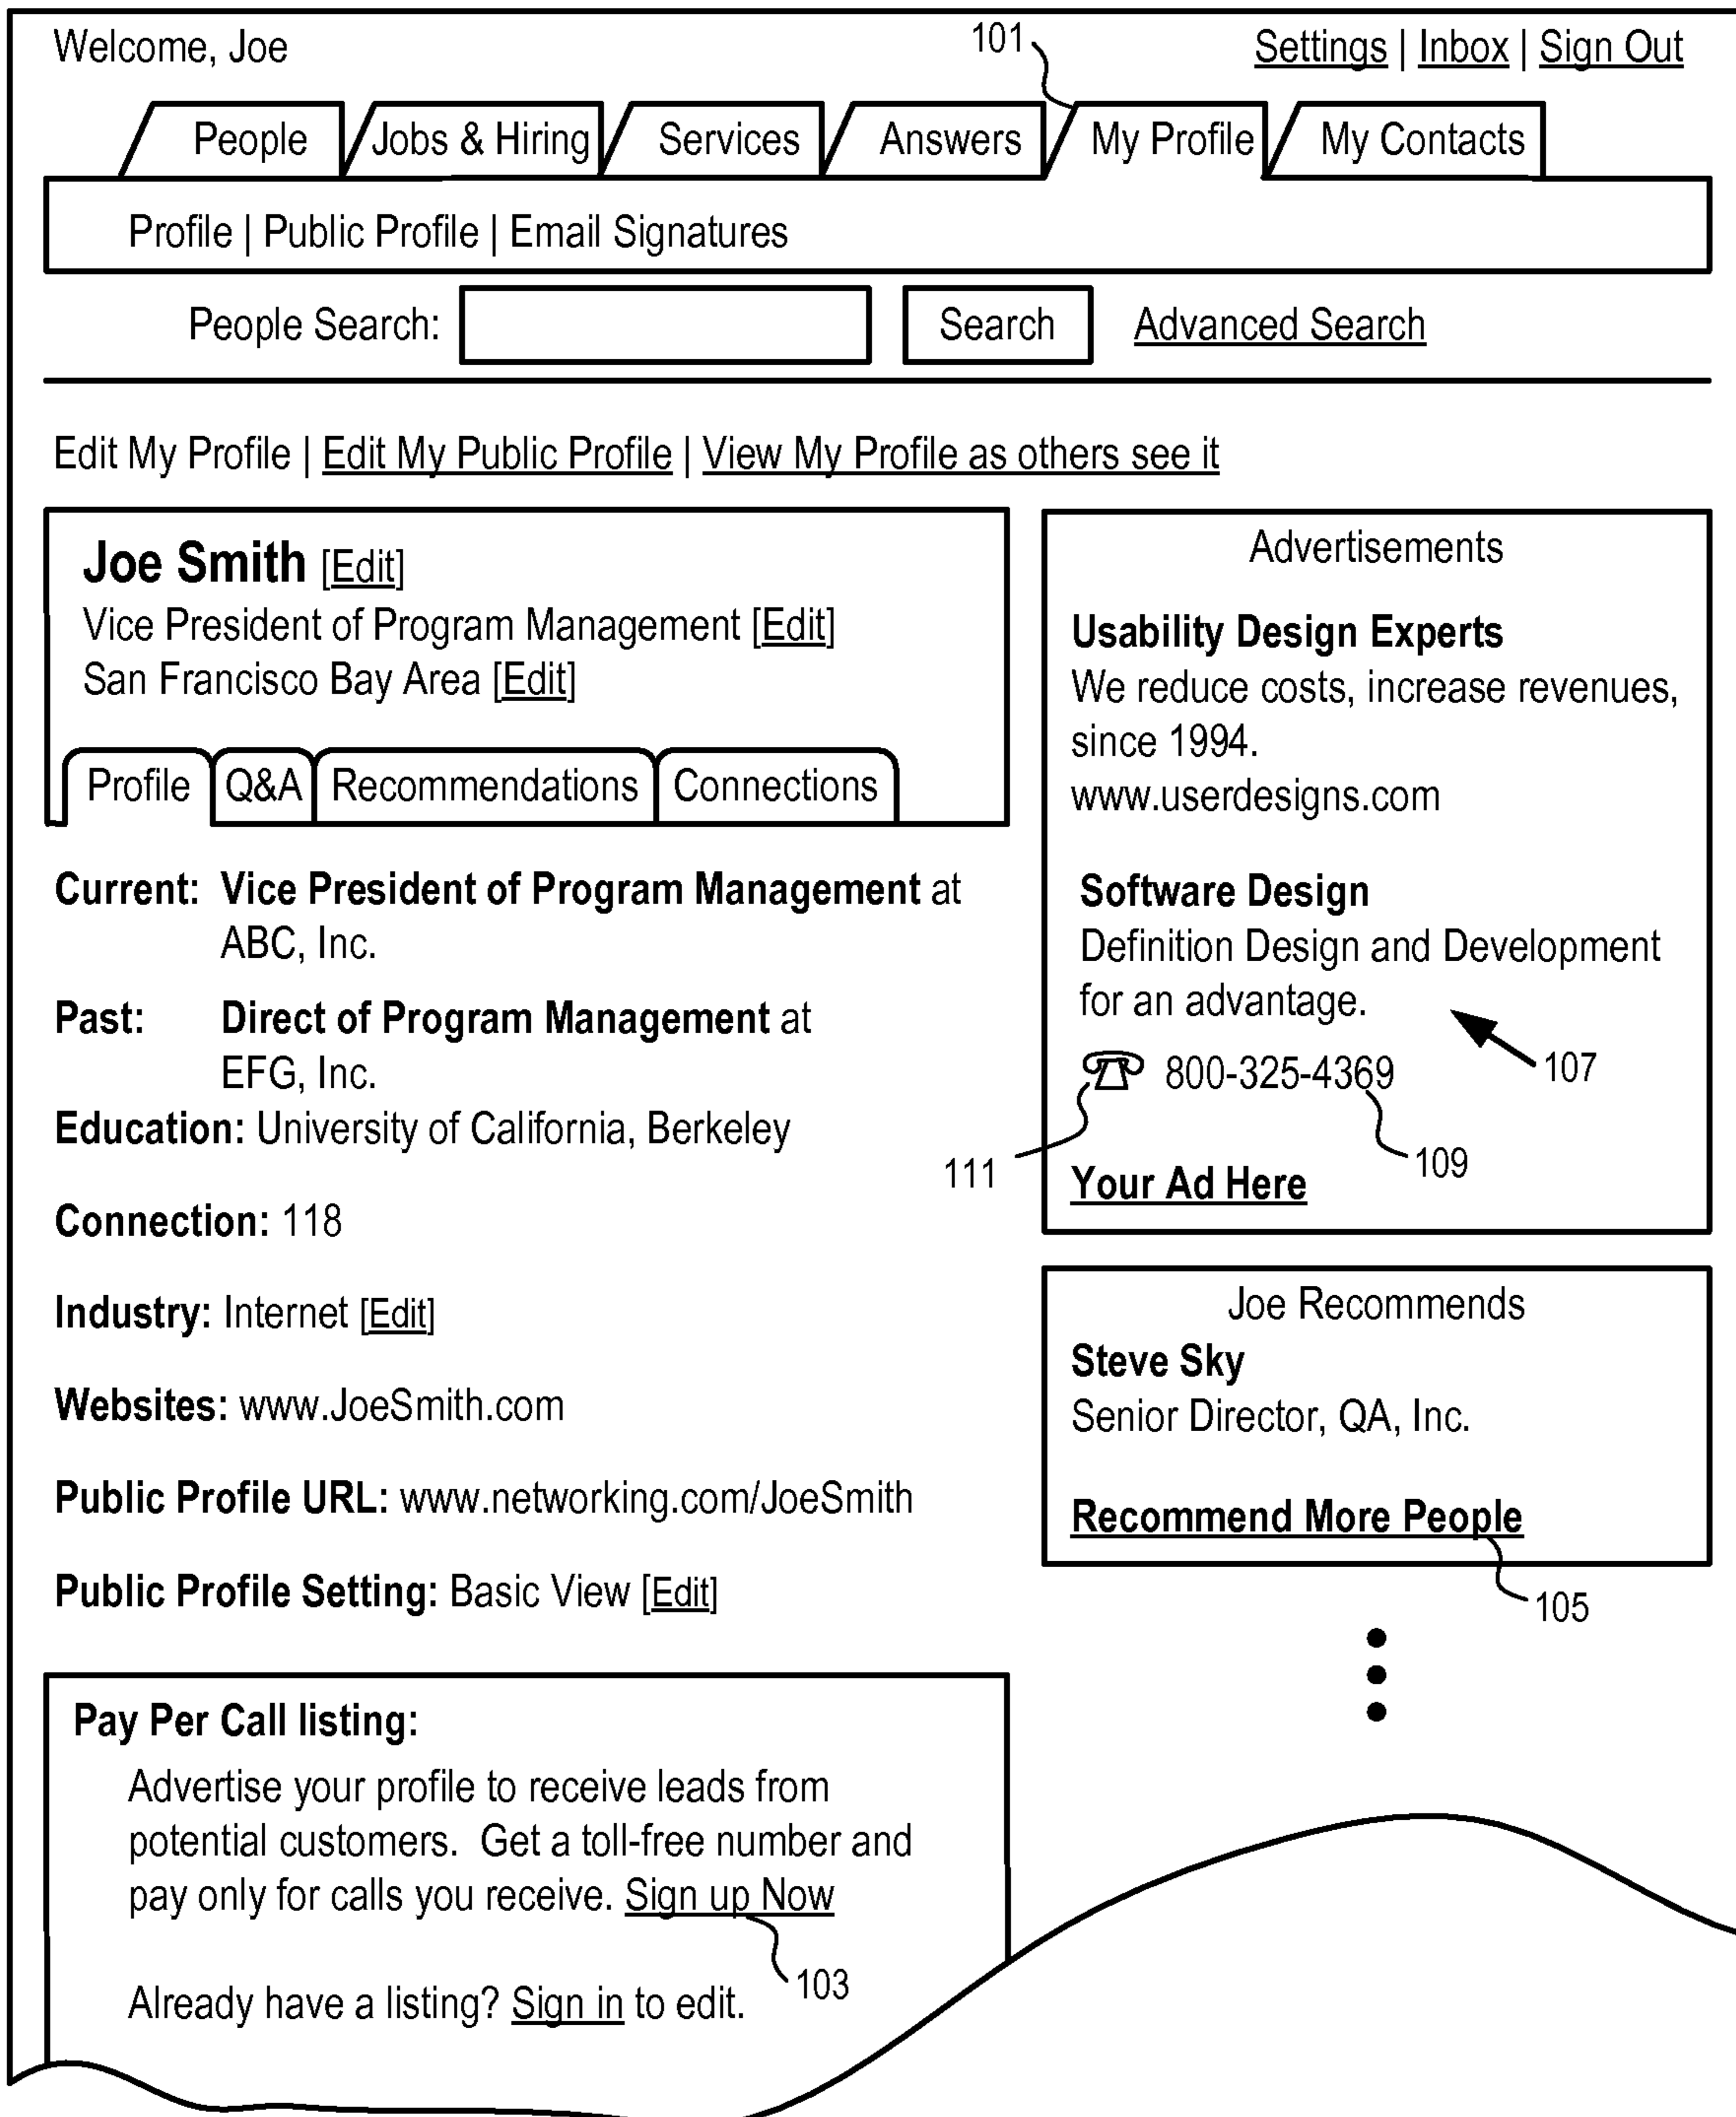 Welcome, Joe
101
Settings | Inbox | Sign Out
People
Jobs & Hiring
Services
Answers
My Profile
My Contacts
Profile | Public Profile | Email Signatures
People Search:
Search
Advanced Search
Edit My Profile | Edit My Public Profile | View My Profile as others see it
Joe Smith [Edit]
Vice President of Program Management [Edit]
San Francisco Bay Area [Edit]
Profile
Q&A
Recommendations
Connections
Current: Vice President of Program Management at
ABC, Inc.
Past: Direct of Program Management at
EFG, Inc.
Education: University of California, Berkeley
Connection: 118
Industry: Internet [Edit]
Websites: www.JoeSmith.com
Public Profile URL: www.networking.com/JoeSmith
Public Profile Setting: Basic View [Edit]
Pay Per Call listing:
Advertise your profile to receive leads from
potential customers. Get a toll-free number and
pay only for calls you receive. Sign up Now
103
Already have a listing? Sign in to edit.
Advertisements
Usability Design Experts
We reduce costs, increase revenues,
since 1994.
www.userdesigns.com
Software Design
Definition Design and Development
for an advantage.
107
800-325-4369
111
109
Your Ad Here
Joe Recommends
Steve Sky
Senior Director, QA, Inc.
Recommend More People
105